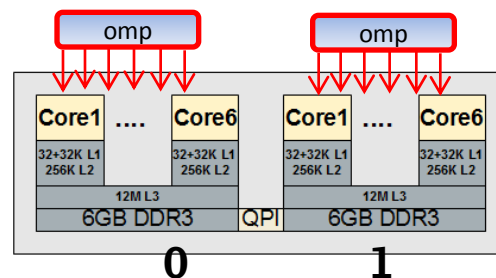 omp omp
Core1 .... Core6 Core1 .... Core6
32+32K L1 32+32K L1 32+32K L1 32+32K L1
256K L2 256K L2 256K L2 256K L2
12M L3 12M L3
6GB DDR3 QPI 6GB DDR3
0 1